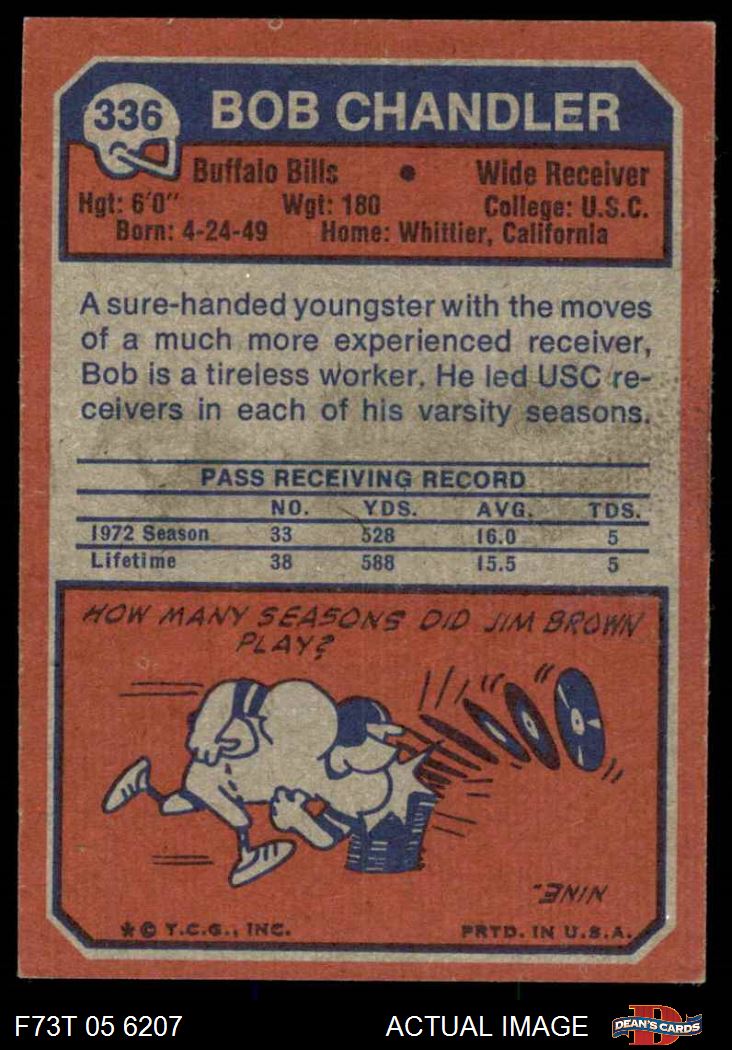 336
BOB CHANDLER
Buffalo Bills • Wide Receiver
Hgt: 6'0" Wgt: 180 College: U.S.C.
Born: 4-24-49 Home: Whittier, California
A sure-handed youngster with the moves
of a much more experienced receiver,
Bob is a tireless worker. He led USC re-
ceivers in each of his varsity seasons.
PASS RECEIVING RECORD
NO. YDS. AVG. TDS.
1972 Season 33 528 16.0 5
Lifetime 38 588 15.5 5
HOW MANY SEASONS DID JIM BROWN
PLAY?
NINE.
* © T.C.G., INC. PRTD. IN U.S.A.
F73T 05 6207 ACTUAL IMAGE DEAN'S CARDS